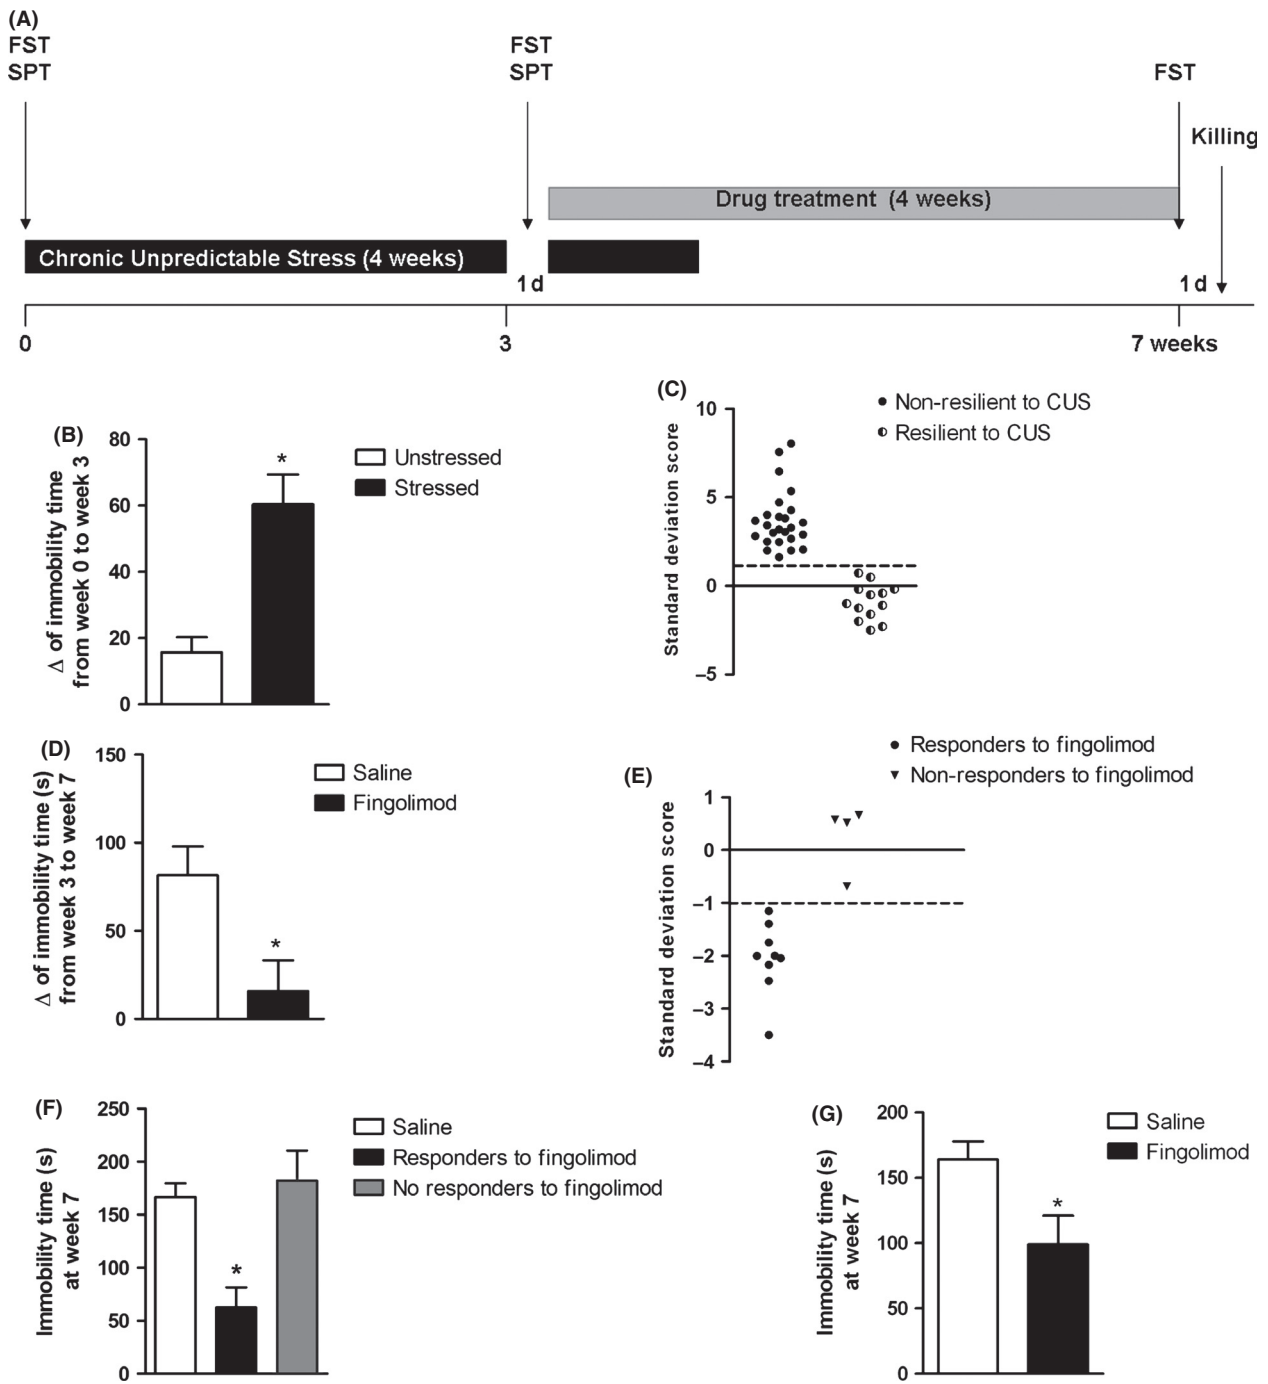 (A)
FST
SPT
FST
SPT
FST
Killing
Drug treatment (4 weeks)
Chronic Unpredictable Stress (4 weeks)
1 d
1 d
0
3
7 weeks
(B)
Δ of immobility time
from week 0 to week 3
80
60
40
20
0
*
Unstressed
Stressed
(C)
Standard deviation score
10
5
0
–5
Non-resilient to CUS
Resilient to CUS
(D)
Δ of immobility time (s)
from week 3 to week 7
150
100
50
0
*
Saline
Fingolimod
(E)
Standard deviation score
1
0
–1
–2
–3
–4
Responders to fingolimod
Non-responders to fingolimod
(F)
Immobility time (s)
at week 7
250
200
150
100
50
0
*
Saline
Responders to fingolimod
No responders to fingolimod
(G)
Immobility time (s)
at week 7
200
150
100
50
0
*
Saline
Fingolimod